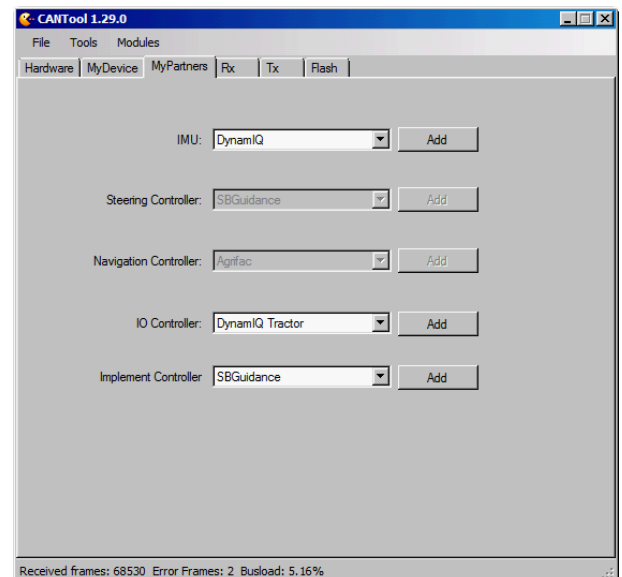 CANTool 1.29.0
File Tools Modules
Hardware MyDevice MyPartners Rx Tx Flash
IMU: DynamIQ Add
Steering Controller: SBGuidance Add
Navigation Controller: Agrifac Add
IO Controller: DynamIQ Tractor Add
Implement Controller SBGuidance Add
Received frames: 68530 Error Frames: 2 Busload: 5.16%